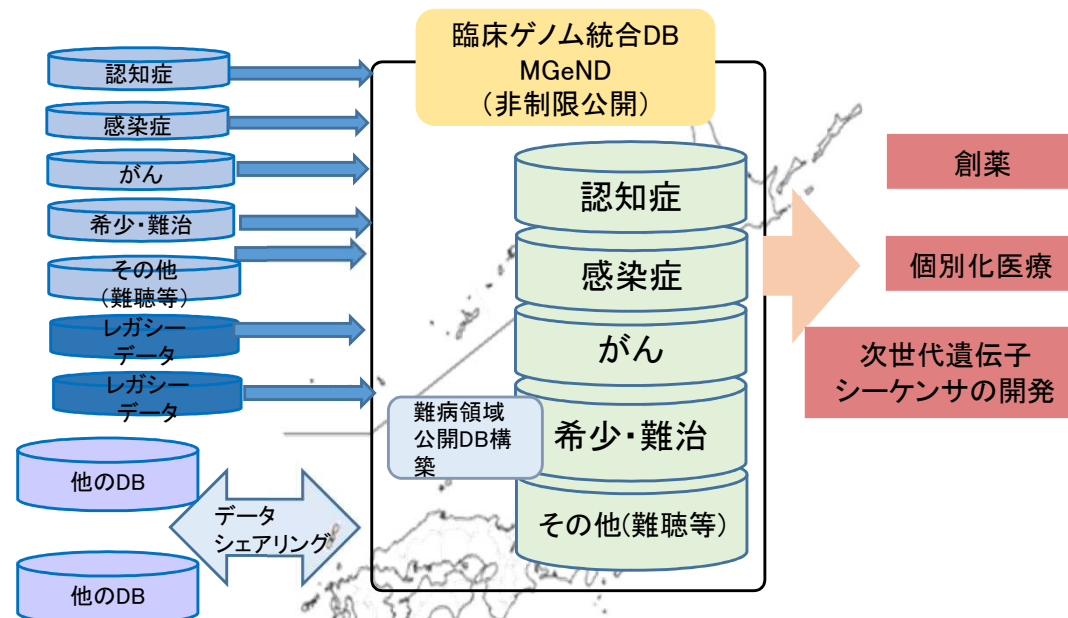 臨床ゲノム統合DB
MGeND
（非制限公開）
認知症
感染症
がん
希少・難治
その他
（難聴等）
レガシー
データ
レガシー
データ
他のDB
他のDB
データ
シェアリング
難病領域
公開DB構
築
認知症
感染症
がん
希少・難治
その他(難聴等)
創薬
個別化医療
次世代遺伝子
シーケンサの開発